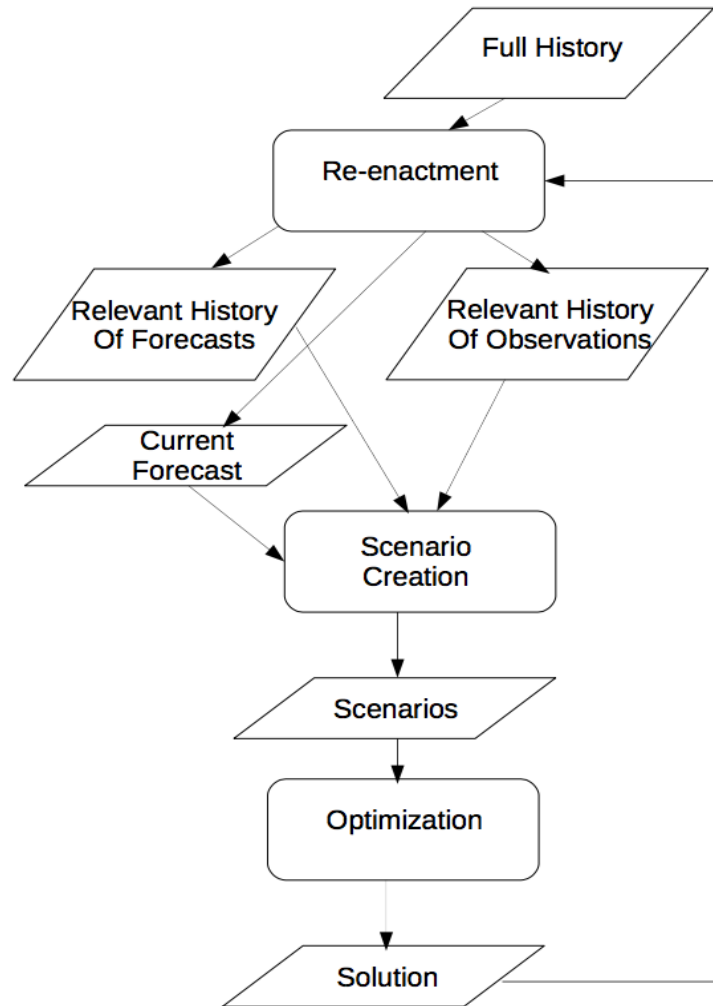 Full History
Re-enactment
Relevant History
Of Forecasts
Relevant History
Of Observations
Current
Forecast
Scenario
Creation
Scenarios
Optimization
Solution